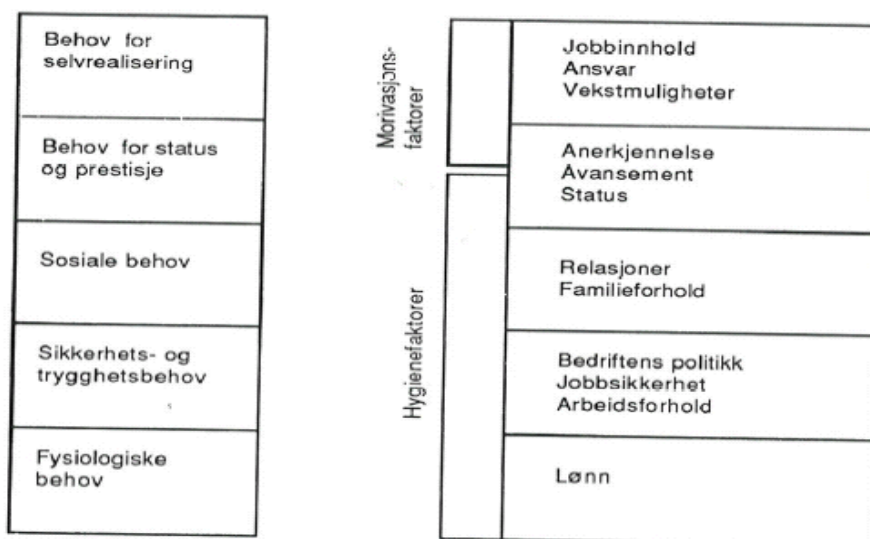 Behov for
selvrealisering
Behov for status
og prestisje
Sosiale behov
Sikkerhets- og
trygghetsbehov
Fysiologiske
behov
Morivasjons-
faktorer
Hygienefaktorer
Jobbinnhold
Ansvar
Vekstmuligheter
Anerkjennelse
Avansement
Status
Relasjoner
Familieforhold
Bedriftens politikk
Jobbsikkerhet
Arbeidsforhold
Lønn